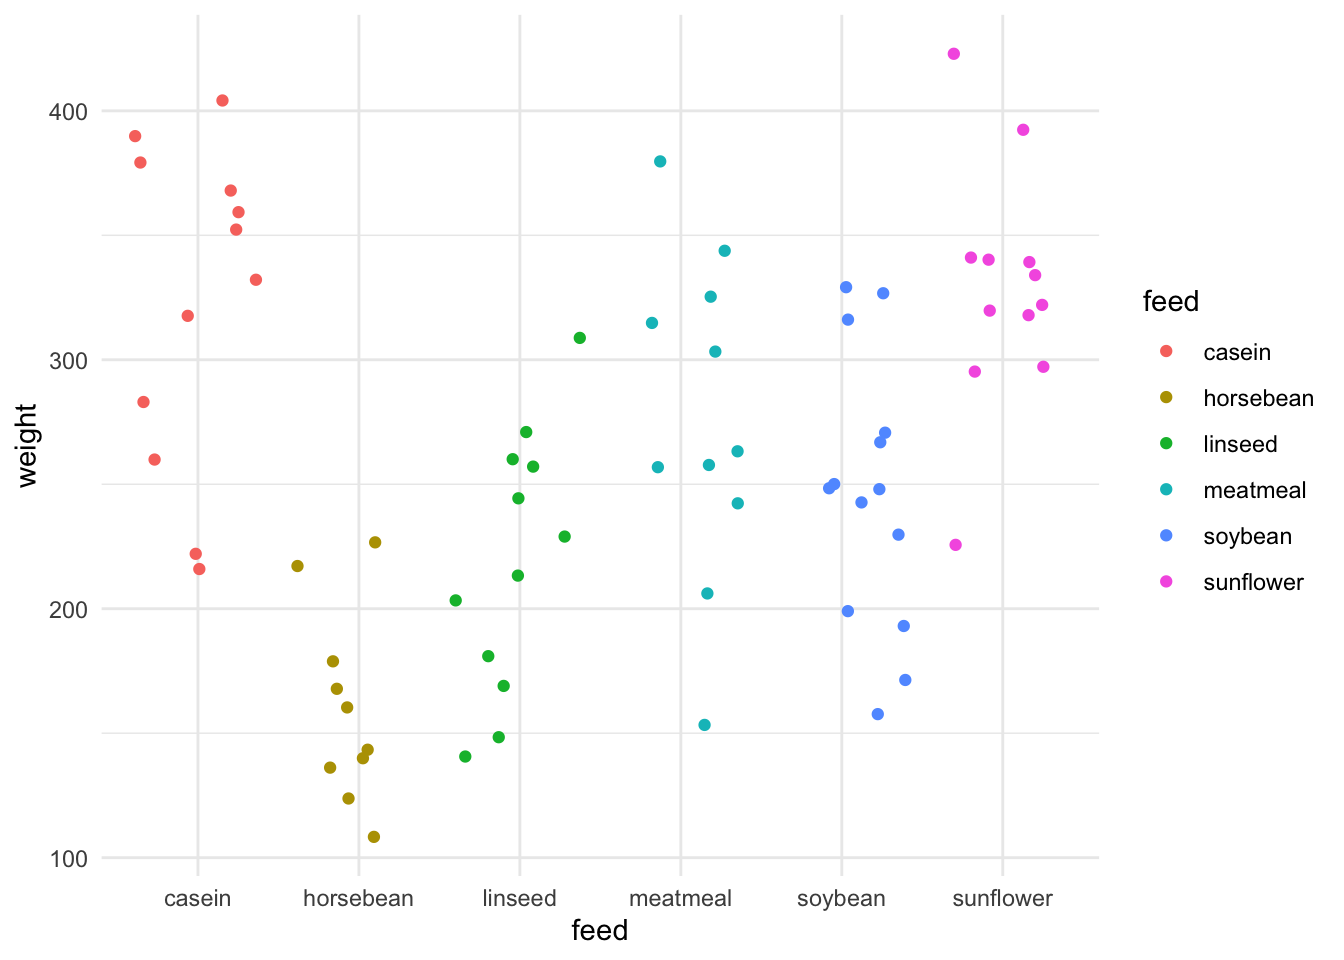 weight
400
300
200
100
casein horsebean linseed meatmeal soybean sunflower
feed
feed
casein
horsebean
linseed
meatmeal
soybean
sunflower